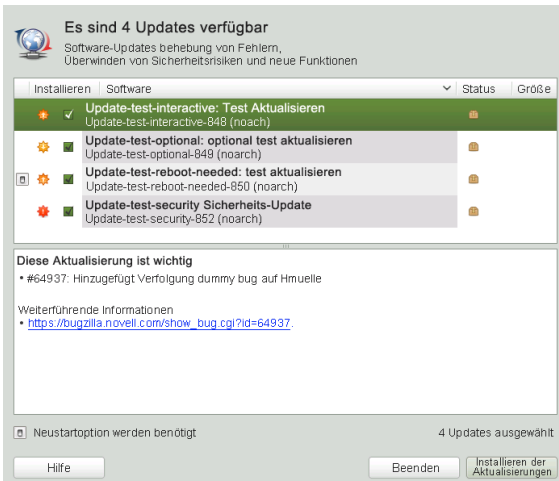 Es sind 4 Updates verfügbar
Software-Updates behebung von Fehlern,
Überwinden von Sicherheitsrisiken und neue Funktionen
Installieren Software Status Größe
Update-test-interactive: Test Aktualisieren
Update-test-interactive-848 (noach)
Update-test-optional: optional test aktualisieren
Update-test-optional-849 (noarch)
Update-test-reboot-needed: test aktualisieren
Update-test-reboot-needed-850 (noarch)
Update-test-security Sicherheits-Update
Update-test-security-852 (noarch)
Diese Aktualisierung ist wichtig
• #64937: Hinzugefügt Verfolgung dummy bug auf Hmuelle
Weiterführende Informationen
• https://bugzilla.novell.com/show_bug.cgi?id=64937.
Neustartoption werden benötigt 4 Updates ausgewählt
Hilfe Beenden Installieren der
Aktualisierungen